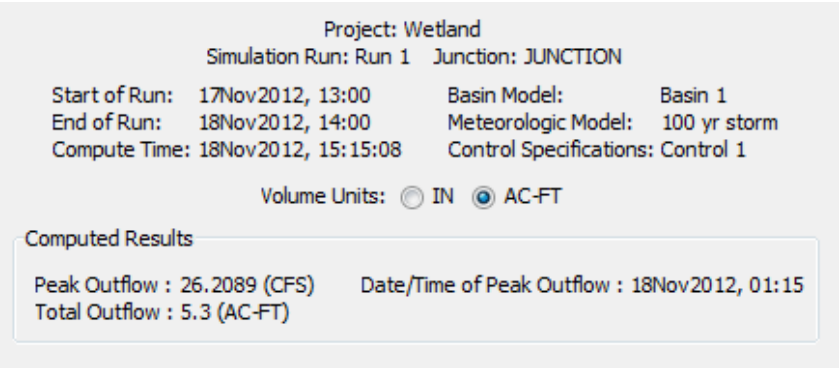 Project: Wetland
Simulation Run: Run 1 Junction: JUNCTION
Start of Run: 17Nov2012, 13:00 Basin Model: Basin 1
End of Run: 18Nov2012, 14:00 Meteorologic Model: 100 yr storm
Compute Time: 18Nov2012, 15:15:08 Control Specifications: Control 1
Volume Units: IN AC-FT
Computed Results
Peak Outflow : 26.2089 (CFS) Date/Time of Peak Outflow : 18Nov2012, 01:15
Total Outflow : 5.3 (AC-FT)